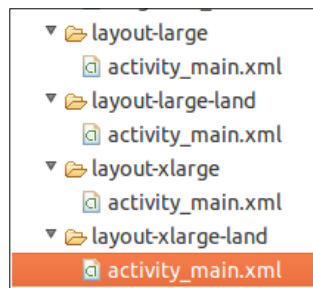 layout-large
activity_main.xml
layout-large-land
activity_main.xml
layout-xlarge
activity_main.xml
layout-xlarge-land
activity_main.xml